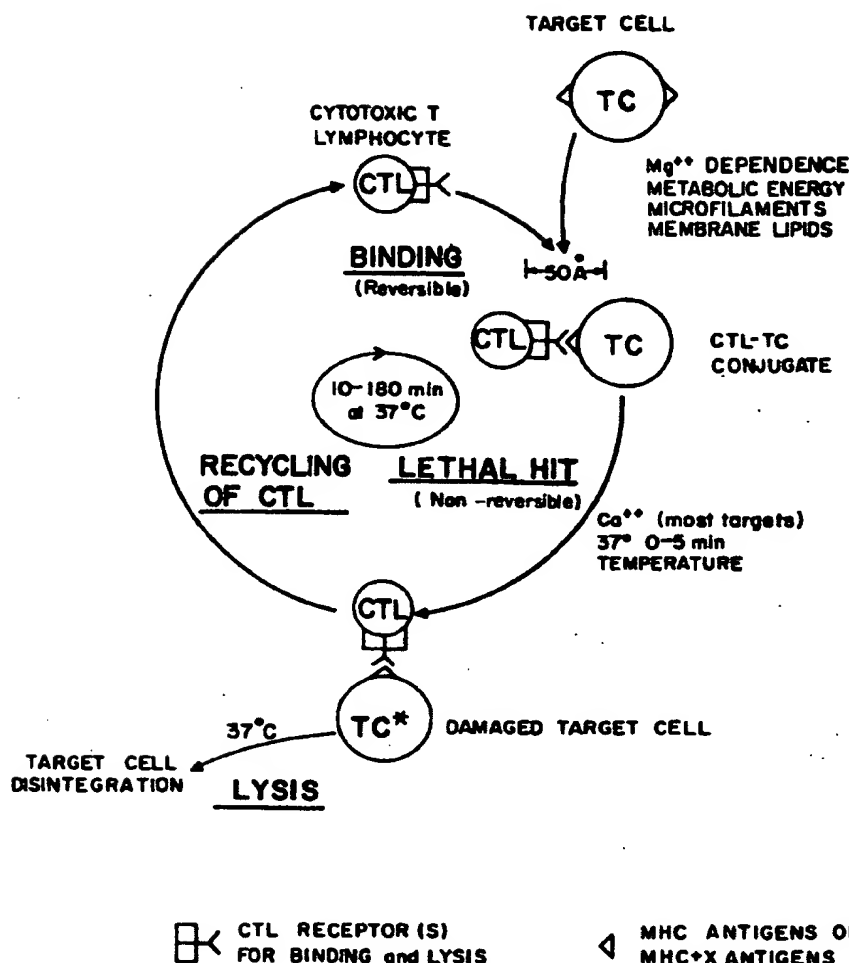 TARGET CELL
TC
CYTOTOXIC T
LYMPHOCYTE
CTL
Mg++ DEPENDENCE
METABOLIC ENERGY
MICROFILAMENTS
MEMBRANE LIPIDS
BINDING
(Reversible)
50Å
CTL
TC
CTL-TC
CONJUGATE
10-180 min
at 37°C
RECYCLING
OF CTL
LETHAL HIT
(Non-reversible)
Ca++ (most targets)
37° 0-5 min
TEMPERATURE
CTL
TC*
DAMAGED TARGET CELL
37°C
TARGET CELL
DISINTEGRATION
LYSIS
CTL RECEPTOR(S)
FOR BINDING and LYSIS
MHC ANTIGENS
MHC+X ANTIGENS